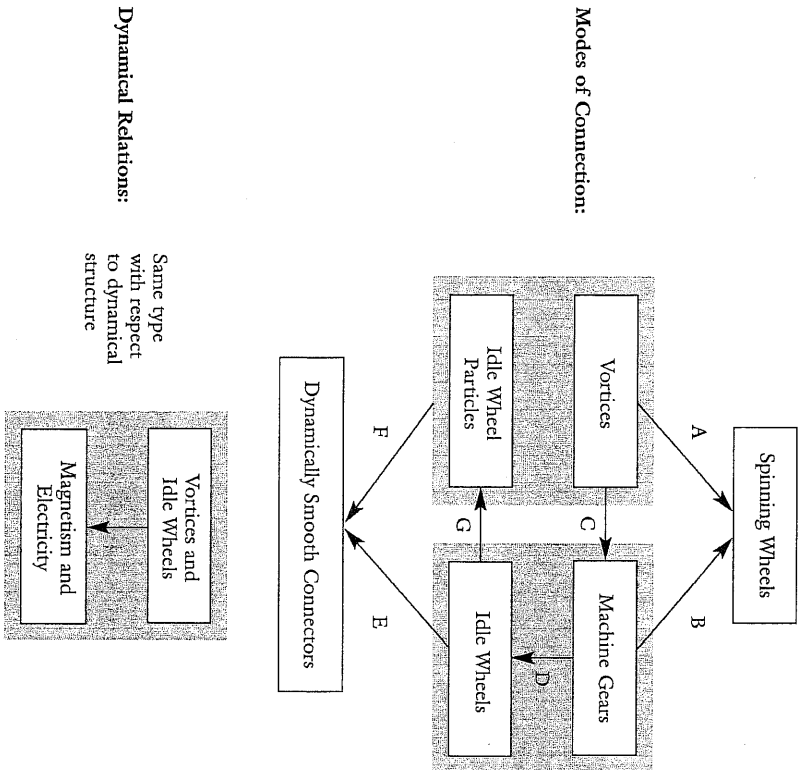 Modes of Connection:
Spinning Wheels
A
B
Vortices
C
Machine Gears
D
Idle Wheel
Particles
G
Idle Wheels
F
E
Dynamically Smooth Connectors
Dynamical Relations:
Same type
with respect
to dynamical
structure
Vortices and
Idle Wheels
Magnetism and
Electricity